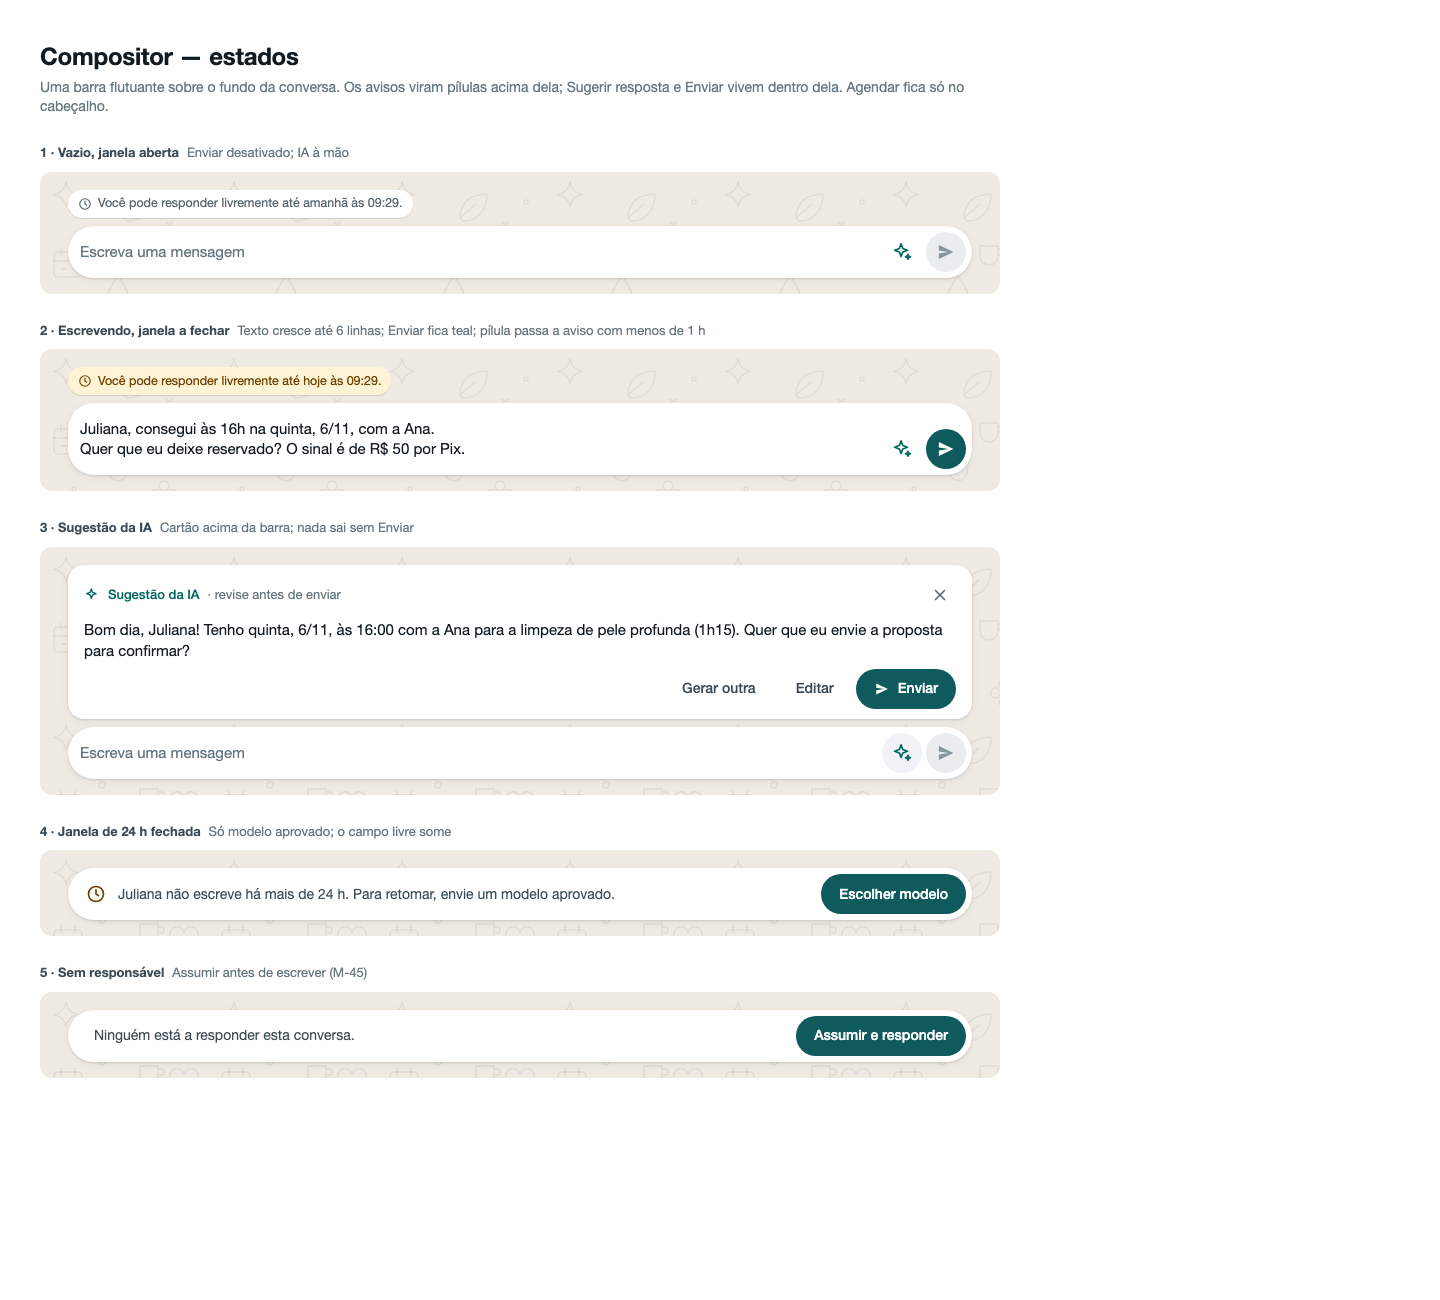 Compositor — estados
Uma barra flutuante sobre o fundo da conversa. Os avisos viram pílulas acima dela; Sugerir resposta e Enviar vivem dentro dela. Agendar fica só no
cabeçalho.
1 · Vazio, janela aberta Enviar desativado; IA à mão
Você pode responder livremente até amanhã às 09:29.
Escreva uma mensagem
2 · Escrevendo, janela a fechar Texto cresce até 6 linhas; Enviar fica teal; pílula passa a aviso com menos de 1 h
Você pode responder livremente até hoje às 09:29.
Juliana, consegui às 16h na quinta, 6/11, com a Ana.
Quer que eu deixe reservado? O sinal é de R$ 50 por Pix.
3 · Sugestão da IA Cartão acima da barra; nada sai sem Enviar
Sugestão da IA · revise antes de enviar
Bom dia, Juliana! Tenho quinta, 6/11, às 16:00 com a Ana para a limpeza de pele profunda (1h15). Quer que eu envie a proposta
para confirmar?
Gerar outra Editar Enviar
Escreva uma mensagem
4 · Janela de 24 h fechada Só modelo aprovado; o campo livre some
Juliana não escreve há mais de 24 h. Para retomar, envie um modelo aprovado. Escolher modelo
5 · Sem responsável Assumir antes de escrever (M-45)
Ninguém está a responder esta conversa. Assumir e responder